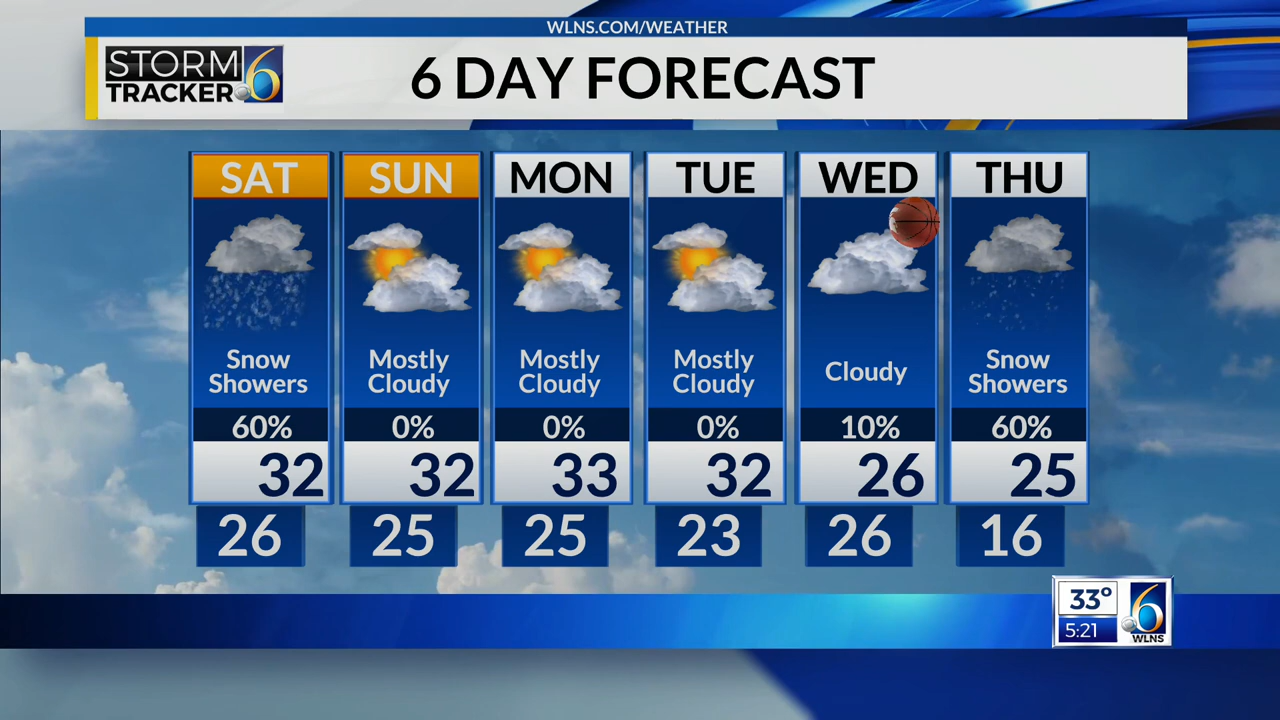 WLNS.COM/WEATHER
STORM
TRACKER 6
6 DAY FORECAST
SAT SUN MON TUE WED THU
Snow Showers Mostly Cloudy Mostly Cloudy Mostly Cloudy Cloudy Snow Showers
60% 0% 0% 0% 10% 60%
32 32 33 32 26 25
26 25 25 23 26 16
33° 6
5:21 WLNS